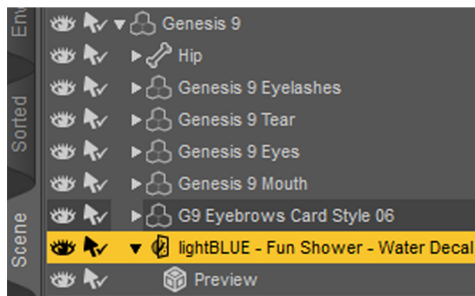 Env
Sorted
Scene
Genesis 9
Hip
Genesis 9 Eyelashes
Genesis 9 Tear
Genesis 9 Eyes
Genesis 9 Mouth
G9 Eyebrows Card Style 06
lightBLUE - Fun Shower - Water Decal
Preview